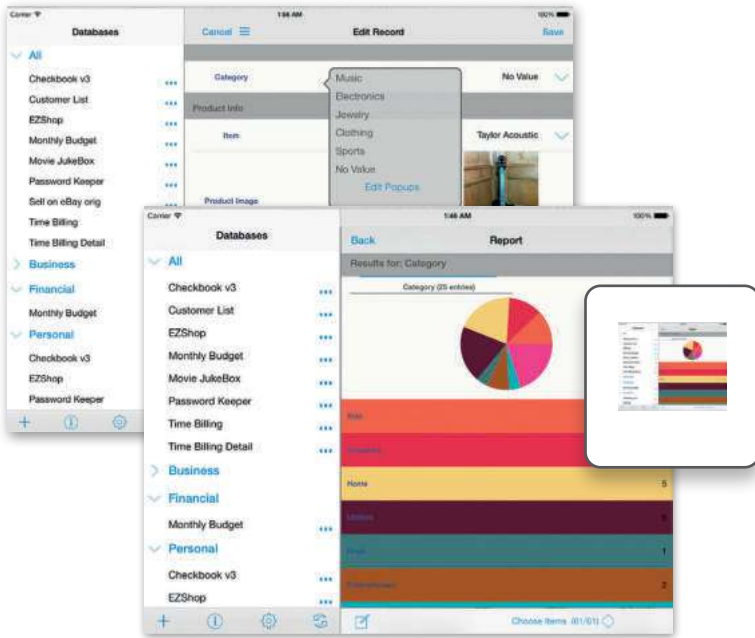 Carrier
1:56 AM
100%
Databases
Cancel
Edit Record
Save
All
Checkbook v3
Customer List
EZShop
Monthly Budget
Movie JukeBox
Password Keeper
Sell on eBay orig
Time Billing
Time Billing Detail
Business
Financial
Monthly Budget
Personal
Checkbook v3
EZShop
Password Keeper
Category
No Value
Product Info
Item
Taylor Acoustic
Product Image
Music
Electronics
Jewelry
Clothing
Sports
No Value
Edit Popups
Carrier
1:46 AM
100%
Databases
Back
Report
All
Checkbook v3
Customer List
EZShop
Monthly Budget
Movie JukeBox
Password Keeper
Time Billing
Time Billing Detail
Business
Financial
Monthly Budget
Personal
Checkbook v3
EZShop
Results for: Category
Category (25 entries)
Home
5
1
2
Choose Items (01/01)